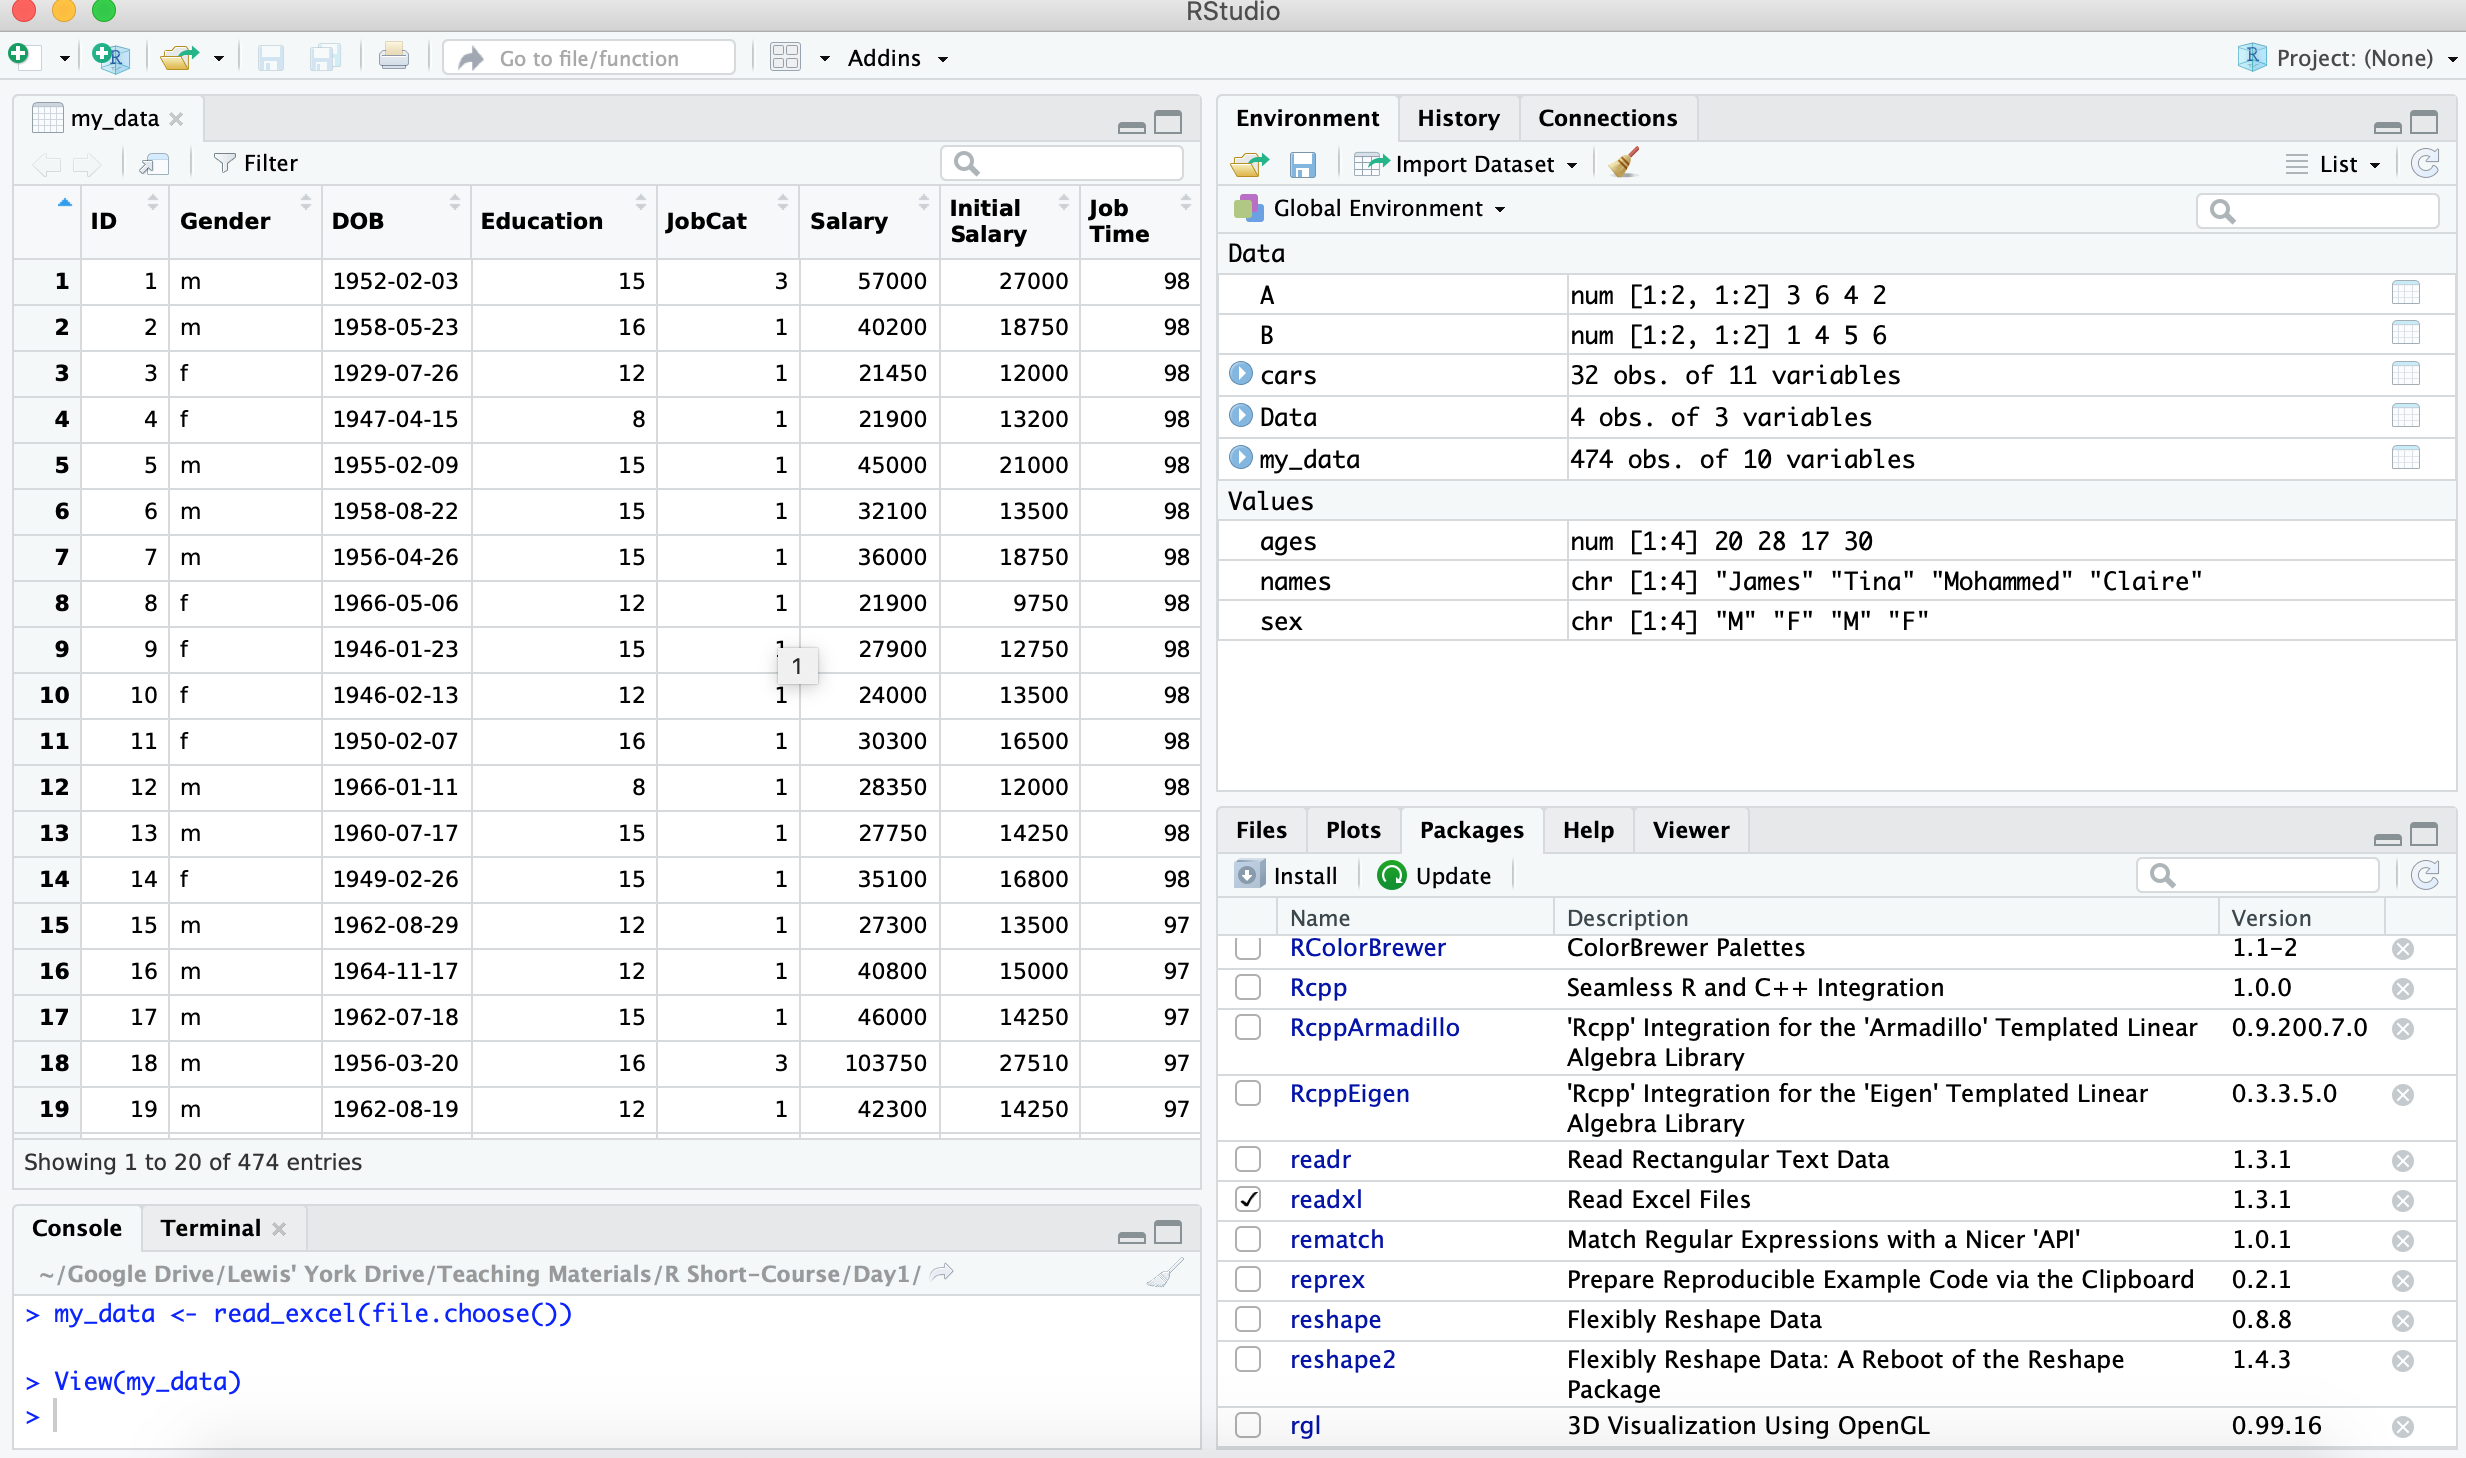 RStudio
Go to file/function Addins Project: (None)
my_data
Filter
ID Gender DOB Education JobCat Salary Initial Salary Job Time
1 1 m 1952-02-03 15 3 57000 27000 98
2 2 m 1958-05-23 16 1 40200 18750 98
3 3 f 1929-07-26 12 1 21450 12000 98
4 4 f 1947-04-15 8 1 21900 13200 98
5 5 m 1955-02-09 15 1 45000 21000 98
6 6 m 1958-08-22 15 1 32100 13500 98
7 7 m 1956-04-26 15 1 36000 18750 98
8 8 f 1966-05-06 12 1 21900 9750 98
9 9 f 1946-01-23 15 1 27900 12750 98
1
10 10 f 1946-02-13 12 1 24000 13500 98
11 11 f 1950-02-07 16 1 30300 16500 98
12 12 m 1966-01-11 8 1 28350 12000 98
13 13 m 1960-07-17 15 1 27750 14250 98
14 14 f 1949-02-26 15 1 35100 16800 98
15 15 m 1962-08-29 12 1 27300 13500 97
16 16 m 1964-11-17 12 1 40800 15000 97
17 17 m 1962-07-18 15 1 46000 14250 97
18 18 m 1956-03-20 16 3 103750 27510 97
19 19 m 1962-08-19 12 1 42300 14250 97
Showing 1 to 20 of 474 entries
Console Terminal
~/Google Drive/Lewis' York Drive/Teaching Materials/R Short-Course/Day1/
> my_data <- read_excel(file.choose())
> View(my_data)
>
Environment History Connections
Import Dataset List
Global Environment
Data
A num [1:2, 1:2] 3 6 4 2
B num [1:2, 1:2] 1 4 5 6
cars 32 obs. of 11 variables
Data 4 obs. of 3 variables
my_data 474 obs. of 10 variables
Values
ages num [1:4] 20 28 17 30
names chr [1:4] "James" "Tina" "Mohammed" "Claire"
sex chr [1:4] "M" "F" "M" "F"
Files Plots Packages Help Viewer
Install Update
Name Description Version
RColorBrewer ColorBrewer Palettes 1.1-2
Rcpp Seamless R and C++ Integration 1.0.0
RcppArmadillo 'Rcpp' Integration for the 'Armadillo' Templated Linear 0.9.200.7.0
Algebra Library
RcppEigen 'Rcpp' Integration for the 'Eigen' Templated Linear 0.3.3.5.0
Algebra Library
readr Read Rectangular Text Data 1.3.1
readxl Read Excel Files 1.3.1
rematch Match Regular Expressions with a Nicer 'API' 1.0.1
reprex Prepare Reproducible Example Code via the Clipboard 0.2.1
reshape Flexibly Reshape Data 0.8.8
reshape2 Flexibly Reshape Data: A Reboot of the Reshape 1.4.3
Package
rgl 3D Visualization Using OpenGL 0.99.16